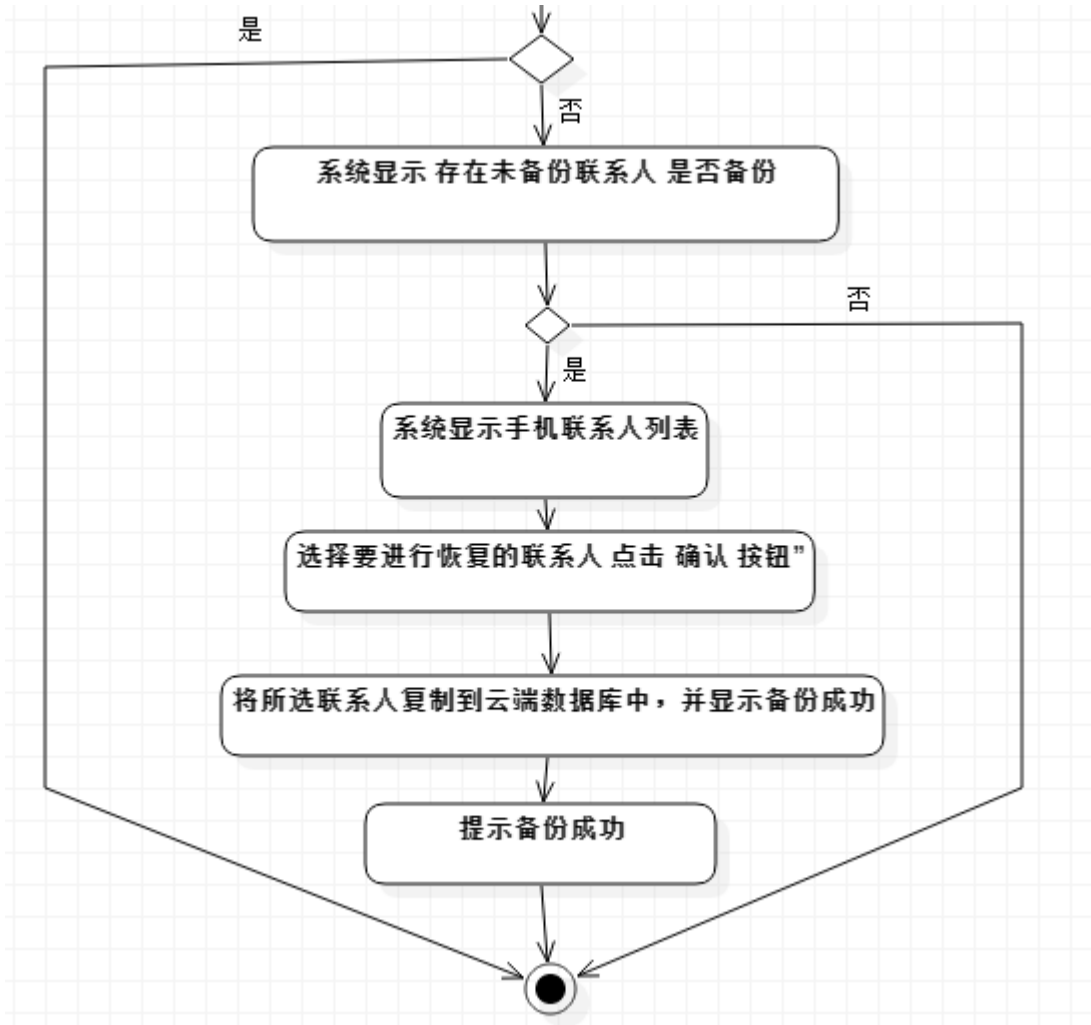 是
否
系统显示 存在未备份联系人 是否备份
否
是
系统显示手机联系人列表
选择要进行恢复的联系人 点击 确认 按钮”
将所选联系人复制到云端数据库中，并显示备份成功
提示备份成功